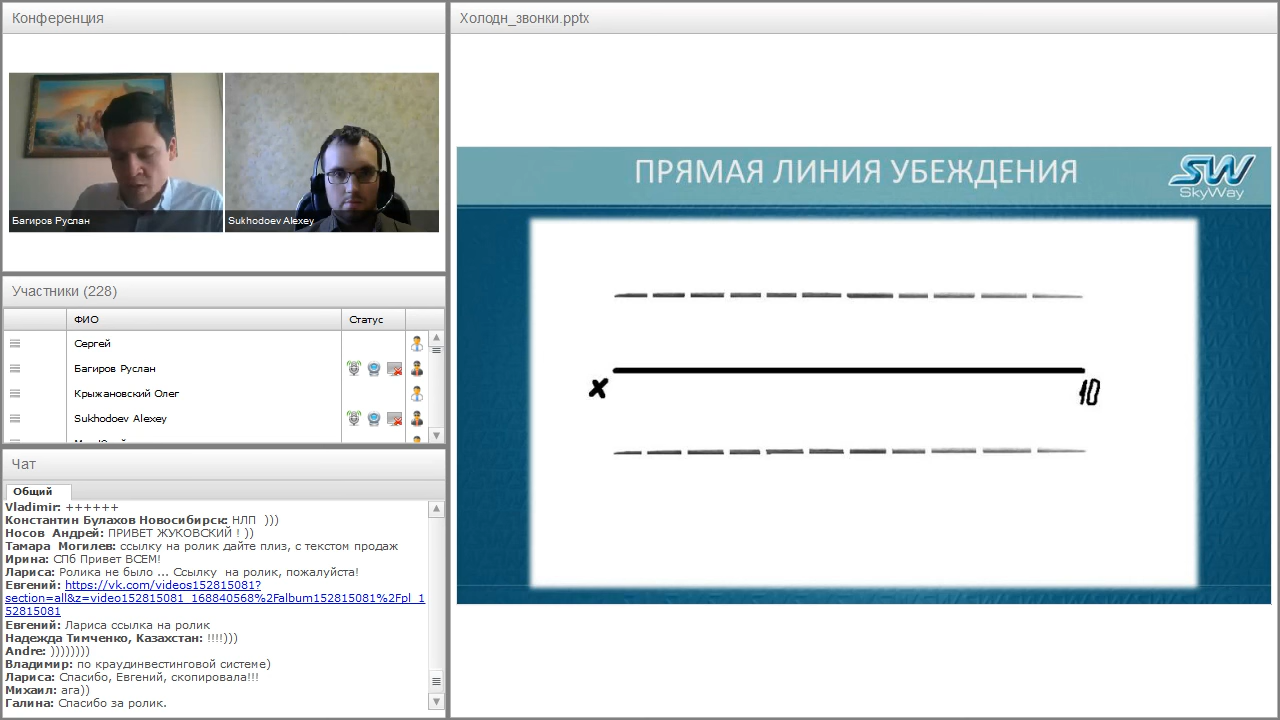 Конференция
Багиров Руслан
Sukhodoev Alexey
Участники (228)
ФИО
Статус
Сергей
Багиров Руслан
Крыжановский Олег
Sukhodoev Alexey
Чат
Общий
Vladimir: ++++++
Константин Булахов Новосибирск: НЛП )))
Носов Андрей: ПРИВЕТ ЖУКОВСКИЙ ! ))
Тамара Могилев: ссылку на ролик дайте плиз, с текстом продаж
Ирина: СПб Привет ВСЕМ!
Лариса: Ролика не было ... Ссылку на ролик, пожалуйста!
Евгений: https://vk.com/videos152815081?
section=all&z=video152815081_168840568%2Falbum152815081%2Fpl_1
52815081
Евгений: Лариса ссылка на ролик
Надежда Тимченко, Казахстан: !!!!)))
Andre: ))))))))
Владимир: по краудинвестинговой системе)
Лариса: Спасибо, Евгений, скопировала!!!
Михаил: ага))
Галина: Спасибо за ролик.
Холодн_звонки.pptx
ПРЯМАЯ ЛИНИЯ УБЕЖДЕНИЯ
SW
SkyWay
x
10